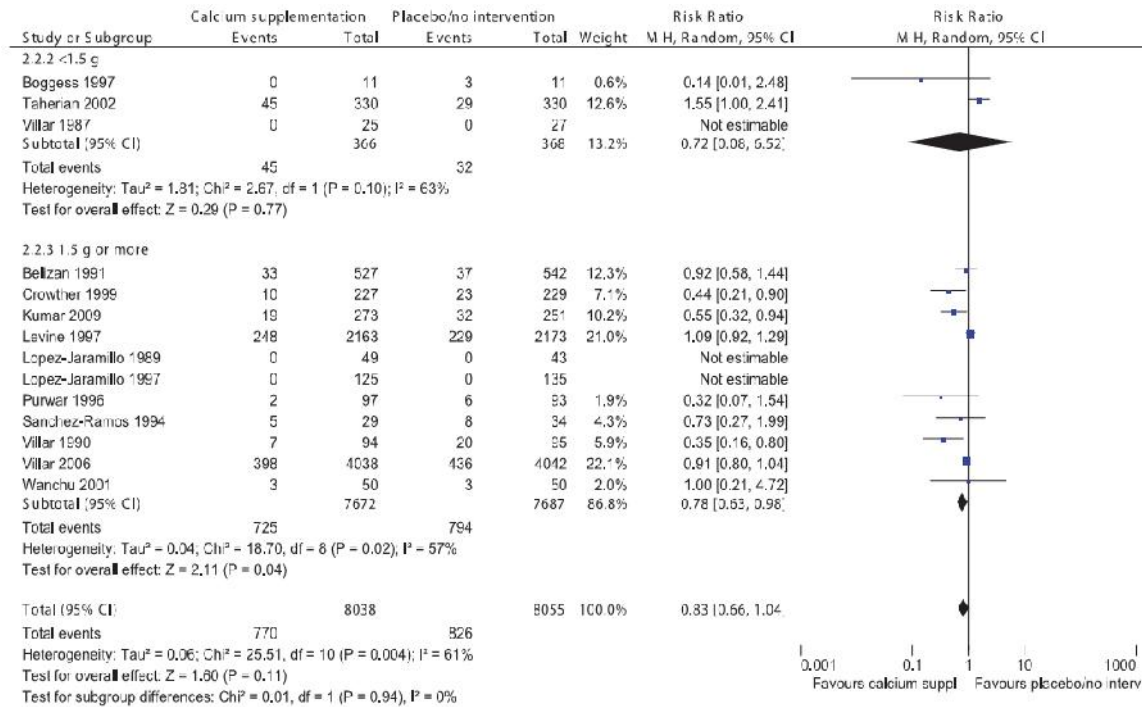 Calcium supplementation Placebo/no intervention Risk Ratio Risk Ratio
Study or Subgroup Events Total Events Total Weight M H, Random, 95% CI M H, Random, 95% CI
2.2.2 <1.5 g
Boggess 1997 0 11 3 11 0.6% 0.14 [0.01, 2.48]
Taherian 2002 45 330 29 330 12.6% 1.55 [1.00, 2.41]
Villar 1987 0 25 0 27 Not estimable
Subtotal (95% CI) 366 368 13.2% 0.72 [0.08, 6.52]
Total events 45 32
Heterogeneity: Tau² = 1.81; Chi² = 2.67, df = 1 (P = 0.10); I² = 63%
Test for overall effect: Z = 0.29 (P = 0.77)
2.2.3 1.5 g or more
Belizan 1991 33 527 37 542 12.3% 0.92 [0.58, 1.44]
Crowther 1999 10 227 23 229 7.1% 0.44 [0.21, 0.90]
Kumar 2009 19 273 32 251 10.2% 0.55 [0.32, 0.94]
Levine 1997 248 2163 229 2173 21.0% 1.09 [0.92, 1.29]
Lopez-Jaramillo 1989 0 49 0 43 Not estimable
Lopez-Jaramillo 1997 0 125 0 135 Not estimable
Purwar 1996 2 97 6 93 1.9% 0.32 [0.07, 1.54]
Sanchez-Ramos 1994 5 29 8 34 4.3% 0.73 [0.27, 1.99]
Villar 1990 7 94 20 95 5.9% 0.35 [0.16, 0.80]
Villar 2006 398 4038 436 4042 22.1% 0.91 [0.80, 1.04]
Wanchu 2001 3 50 3 50 2.0% 1.00 [0.21, 4.72]
Subtotal (95% CI) 7672 7687 86.8% 0.78 [0.63, 0.98]
Total events 725 794
Heterogeneity: Tau² = 0.04; Chi² = 18.70, df = 8 (P = 0.02); I² = 57%
Test for overall effect: Z = 2.11 (P = 0.04)
Total (95% CI) 8038 8055 100.0% 0.83 [0.66, 1.04]
Total events 770 826
Heterogeneity: Tau² = 0.06; Chi² = 25.51, df = 10 (P = 0.004); I² = 61%
Test for overall effect: Z = 1.60 (P = 0.11)
Test for subgroup differences: Chi² = 0.01, df = 1 (P = 0.94), I² = 0%
0.001 0.1 1 10 1000
Favours calcium suppl Favours placebo/no interv